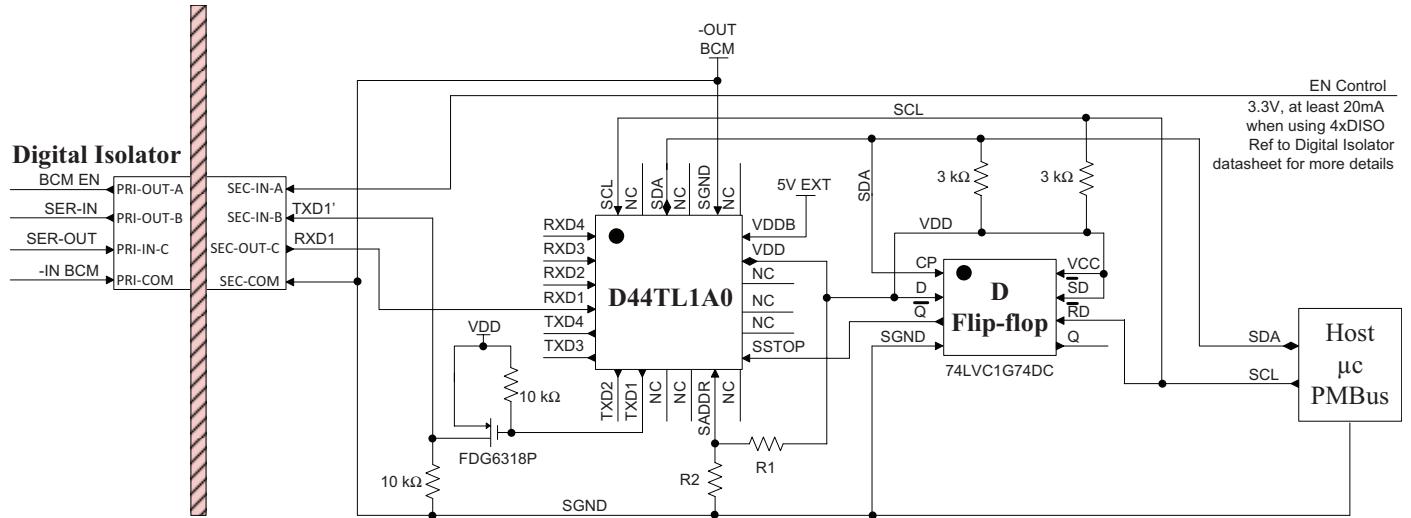 -OUT
BCM
EN Control
3.3V, at least 20mA
when using 4xDISO
Ref to Digital Isolator
datasheet for more details
SCL
Digital Isolator
BCM EN
SER-IN
SER-OUT
-IN BCM
PRI-OUT-A
PRI-OUT-B
PRI-IN-C
PRI-COM
SEC-IN-A
SEC-IN-B
SEC-OUT-C
SEC-COM
TXD1'
RXD1
SCL
NC
SDA
NC
SGND
NC
5V EXT
SDA
3 kΩ
3 kΩ
VDD
RXD4
RXD3
RXD2
RXD1
TXD4
TXD3
D44TL1A0
VDDB
VDD
NC
NC
NC
SSTOP
TXD2
TXD1
NC
NC
SADDR
NC
CP
D
Q
SGND
D
Flip-flop
VCC
SD
RD
Q
74LVC1G74DC
SDA
SCL
Host
µc
PMBus
VDD
10 kΩ
FDG6318P
10 kΩ
R1
R2
SGND